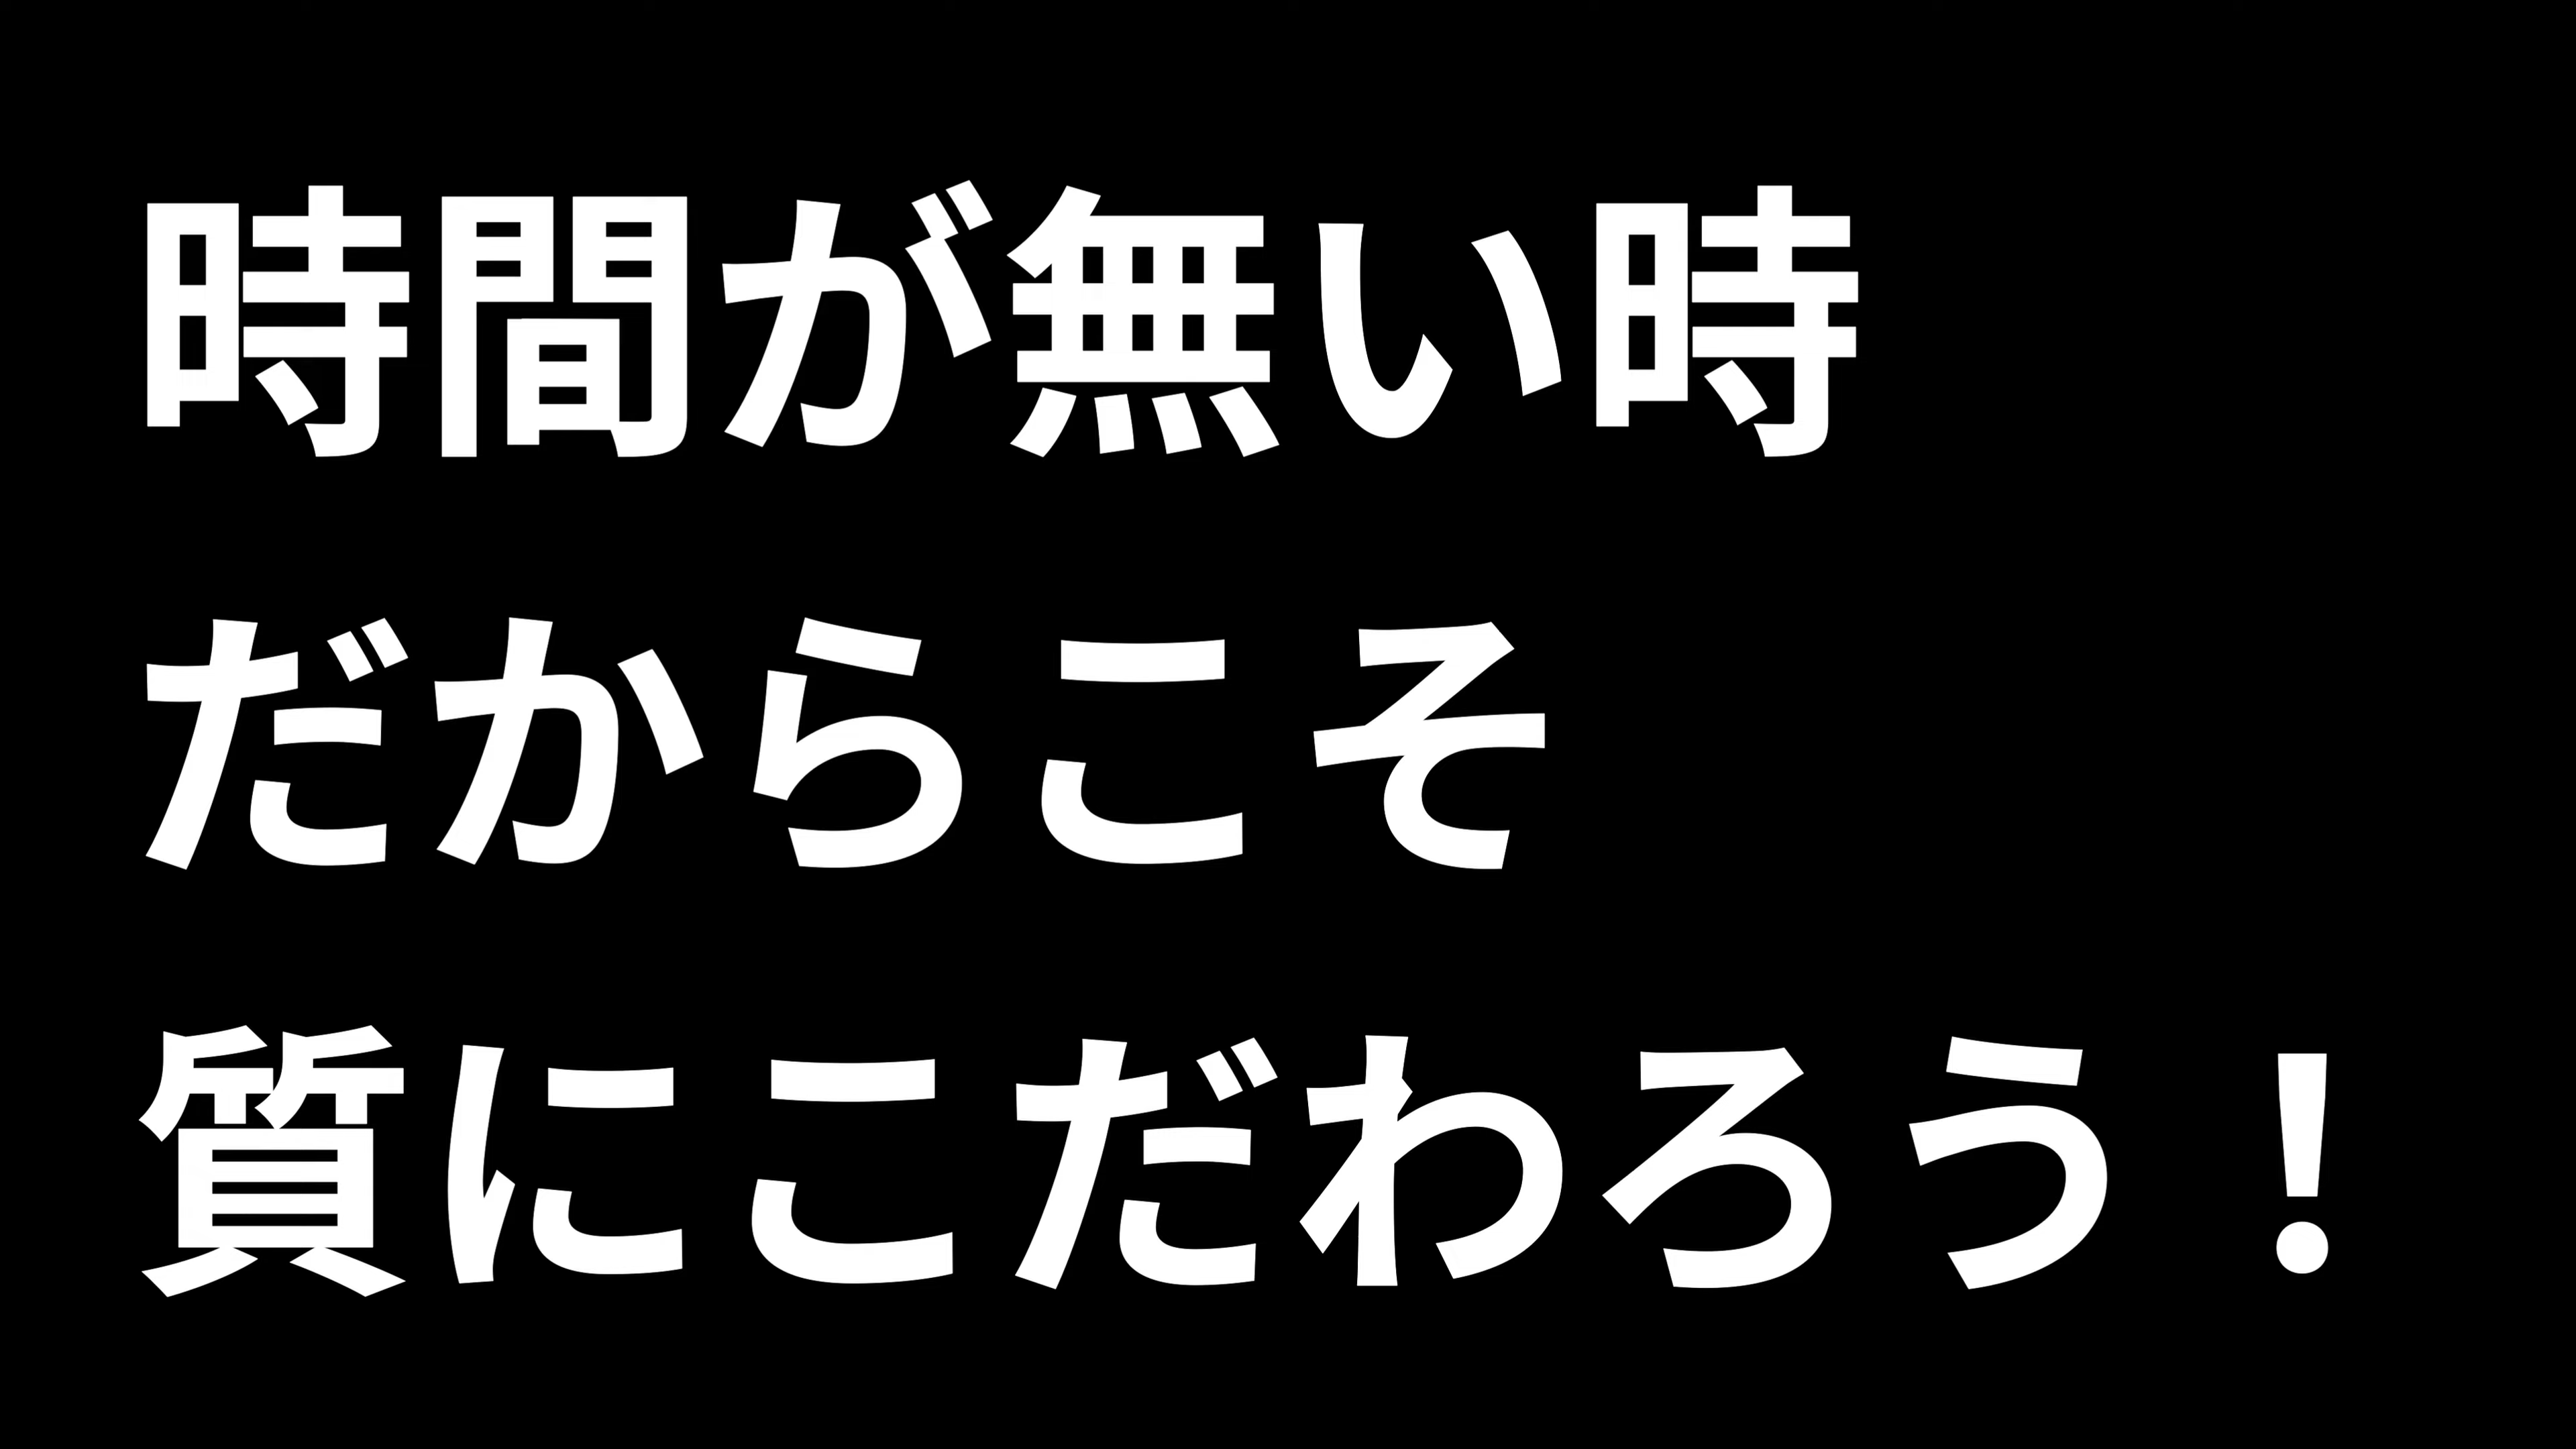 時間が無い時
だからこそ
質にこだわろう！